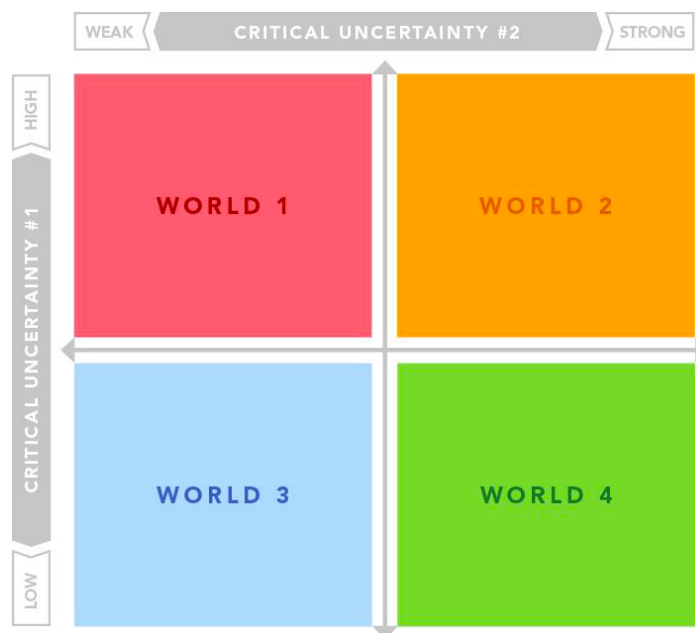 WEAK
CRITICAL UNCERTAINTY #2
STRONG
HIGH
CRITICAL UNCERTAINTY #1
LOW
WORLD 1
WORLD 2
WORLD 3
WORLD 4